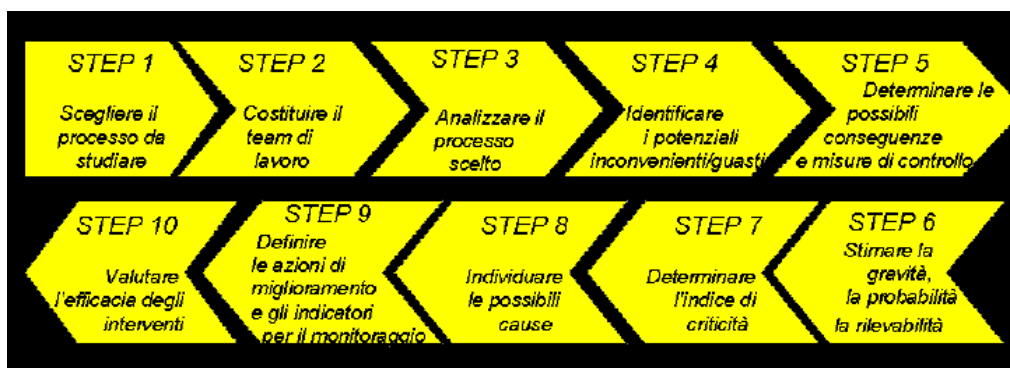 STEP 1
Scegliere il
processo da
studiare
STEP 2
Costituire il
team di
lavoro
STEP 3
Analizzare il
processo
scelto
STEP 4
Identificare
i potenziali
inconvenienti/guasti
STEP 5
Determinare le
possibili
conseguenze
e misure di controllo
STEP 6
Stimare la
gravità,
la probabilità
la rilevabilità
STEP 7
Determinare
l'indice di
criticità
STEP 8
Individuare
le possibili
cause
STEP 9
Definire
le azioni di
miglioramento
e gli indicatori
per il monitoraggio
STEP 10
Valutare
l'efficacia degli
interventi